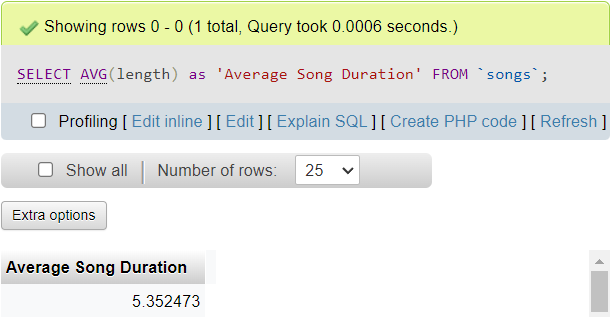 Showing rows 0 - 0 (1 total, Query took 0.0006 seconds.)
SELECT AVG(length) as 'Average Song Duration' FROM `songs`;
Profiling [ Edit inline ] [ Edit ] [ Explain SQL ] [ Create PHP code ] [ Refresh ]
Show all Number of rows: 25
Extra options
Average Song Duration
5.352473